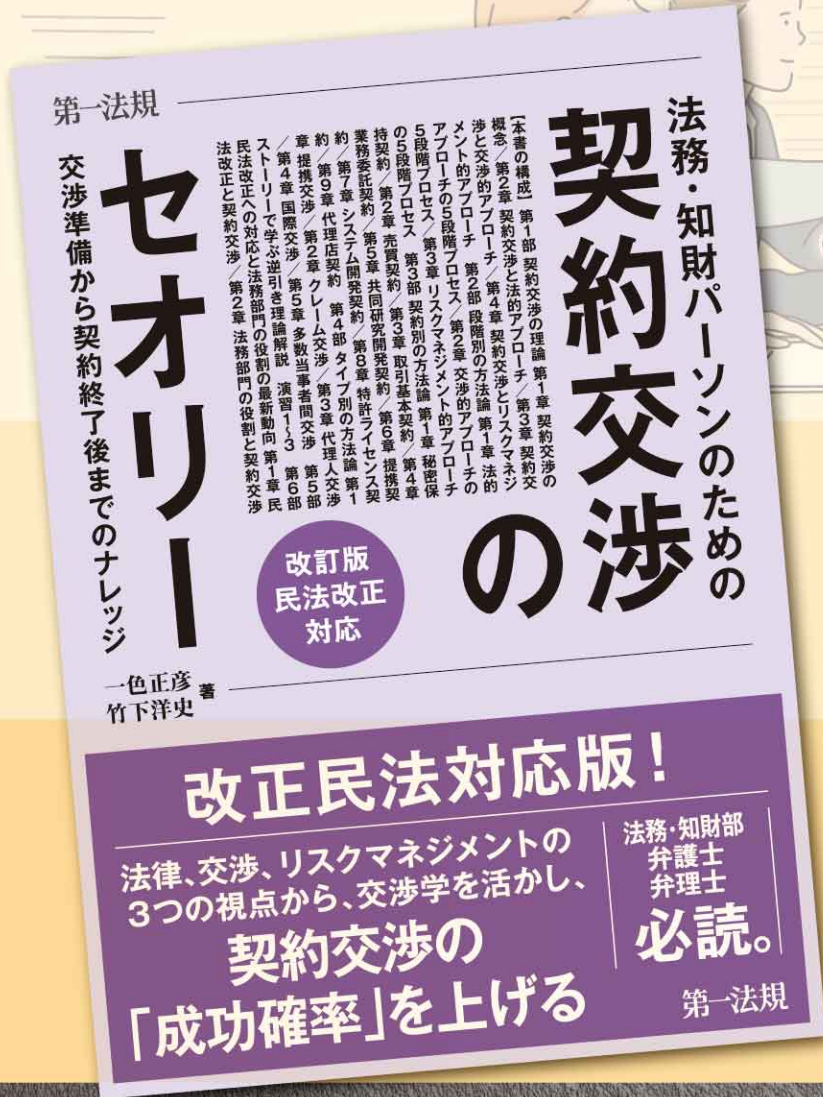 第一法規
法務・知財パーソンのための
契約交渉の
セオリー
交渉準備から契約終了後までのナレッジ
【本書の構成】 第1部 契約交渉の理論 第1章 契約交渉の
概念／第2章 契約交渉と法的アプローチ／第3章 契約交
渉と交渉的アプローチ／第4章 契約交渉とリスクマネジ
メント的アプローチ 第2部 段階別の方法論 第1章 法的
アプローチの5段階プロセス／第2章 交渉的アプローチの
5段階プロセス／第3章 リスクマネジメント的アプローチ
の5段階プロセス 第3部 契約別の方法論 第1章 秘密保
持契約／第2章 売買契約／第3章 取引基本契約／第4章
業務委託契約／第5章 共同研究開発契約／第6章 提携契
約／第7章 システム開発契約／第8章 特許ライセンス契
約／第9章 代理店契約 第4部 タイプ別の方法論 第1
章 提携交渉／第2章 クレーム交渉／第3章 代理人交渉
／第4章 国際交渉／第5章 多数当事者間交渉 第5部
ストーリーで学ぶ逆引き理論解説 演習1～3 第6部
民法改正への対応と法務部門の役割の最新動向 第1章 民
法改正と契約交渉／第2章 法務部門の役割と契約交渉
改訂版
民法改正
対応
一色正彦
竹下洋史
著
改正民法対応版！
法律、交渉、リスクマネジメントの
3つの視点から、交渉学を活かし、
契約交渉の
「成功確率」を上げる
法務・知財部
弁護士
弁理士
必読。
第一法規